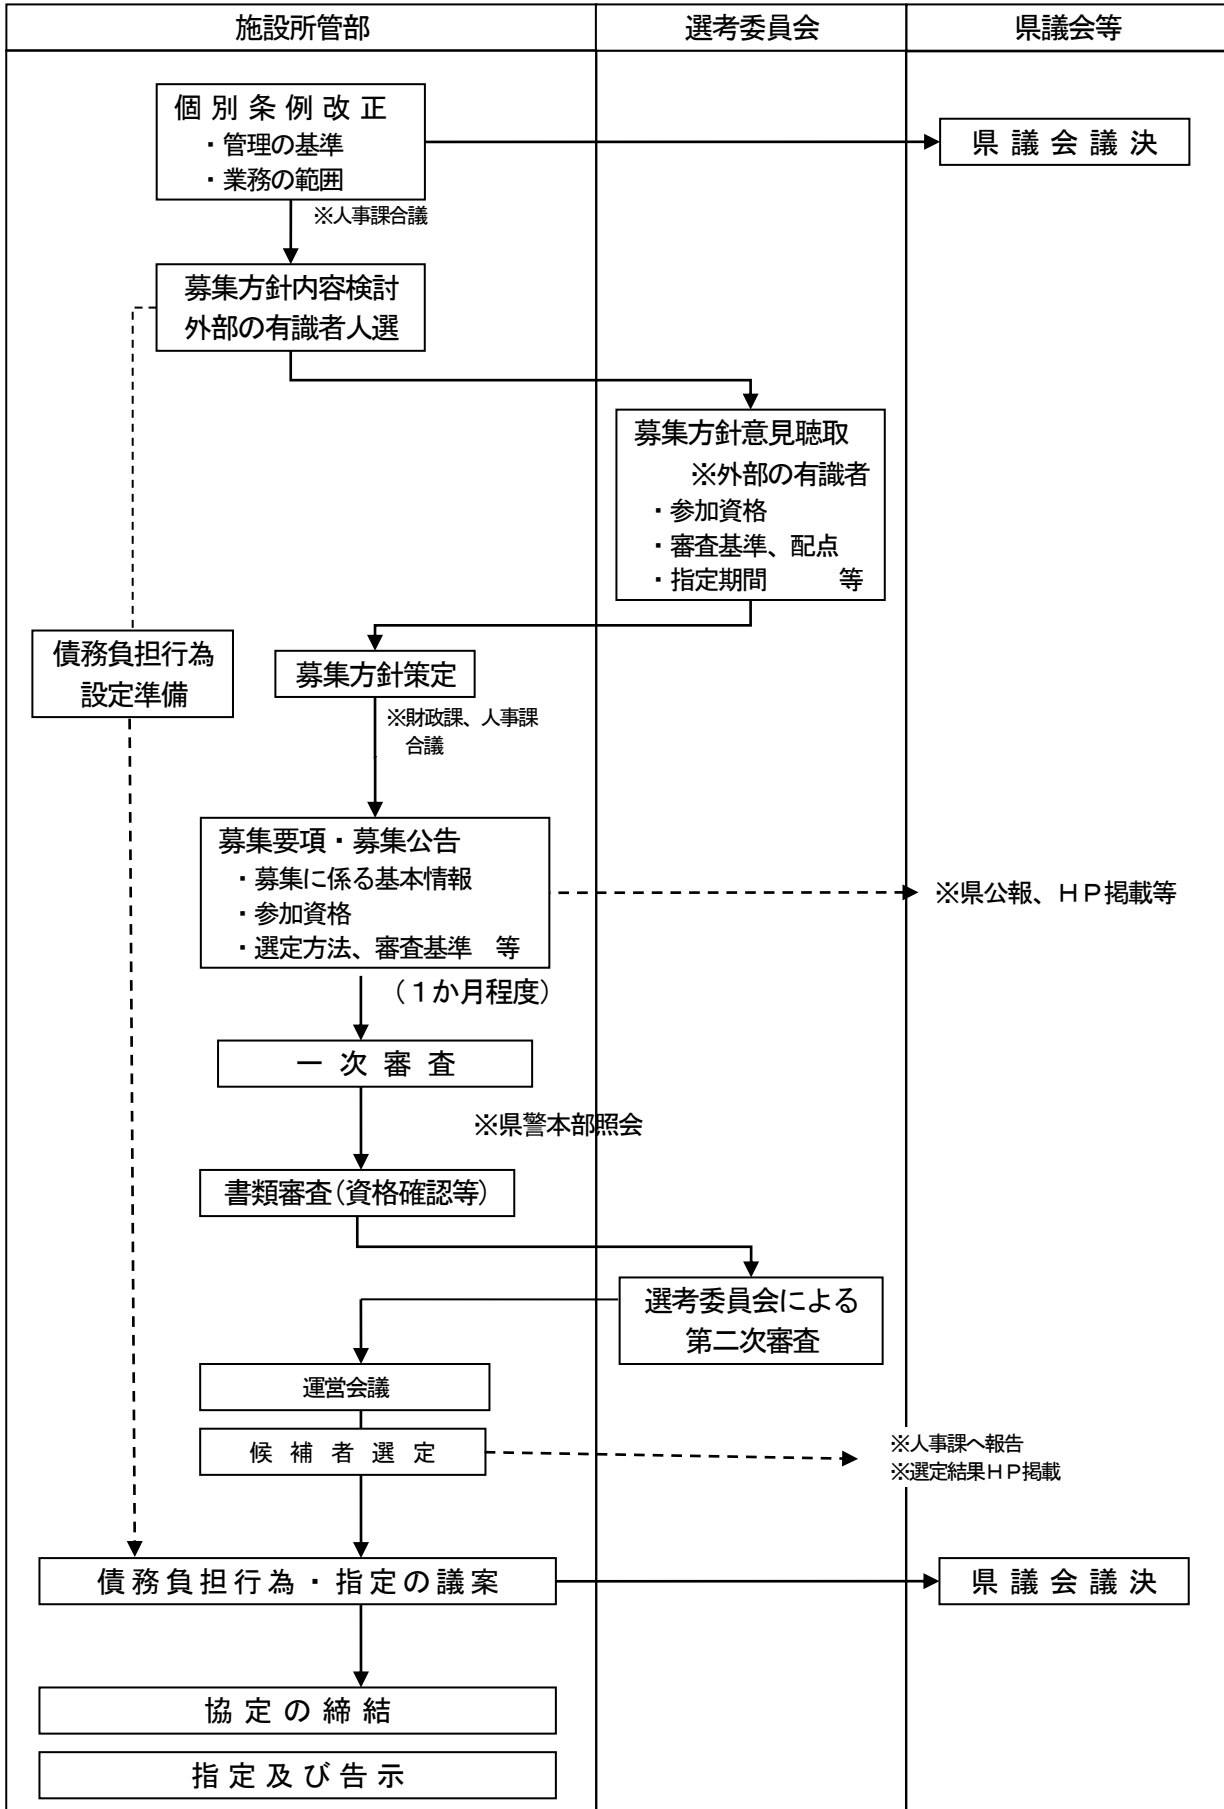 施設所管部
選考委員会
県議会等
個別条例改正
・管理の基準
・業務の範囲
県議会議決
※人事課合議
募集方針内容検討
外部の有識者人選
募集方針意見聴取
※外部の有識者
・参加資格
・審査基準、配点
・指定期間　　　等
債務負担行為
設定準備
募集方針策定
※財政課、人事課
合議
募集要項・募集公告
・募集に係る基本情報
・参加資格
・選定方法、審査基準　等
※県公報、ＨＰ掲載等
（１か月程度）
一次審査
※県警本部照会
書類審査（資格確認等）
選考委員会による
第二次審査
運営会議
候補者選定
※人事課へ報告
※選定結果ＨＰ掲載
債務負担行為・指定の議案
県議会議決
協定の締結
指定及び告示